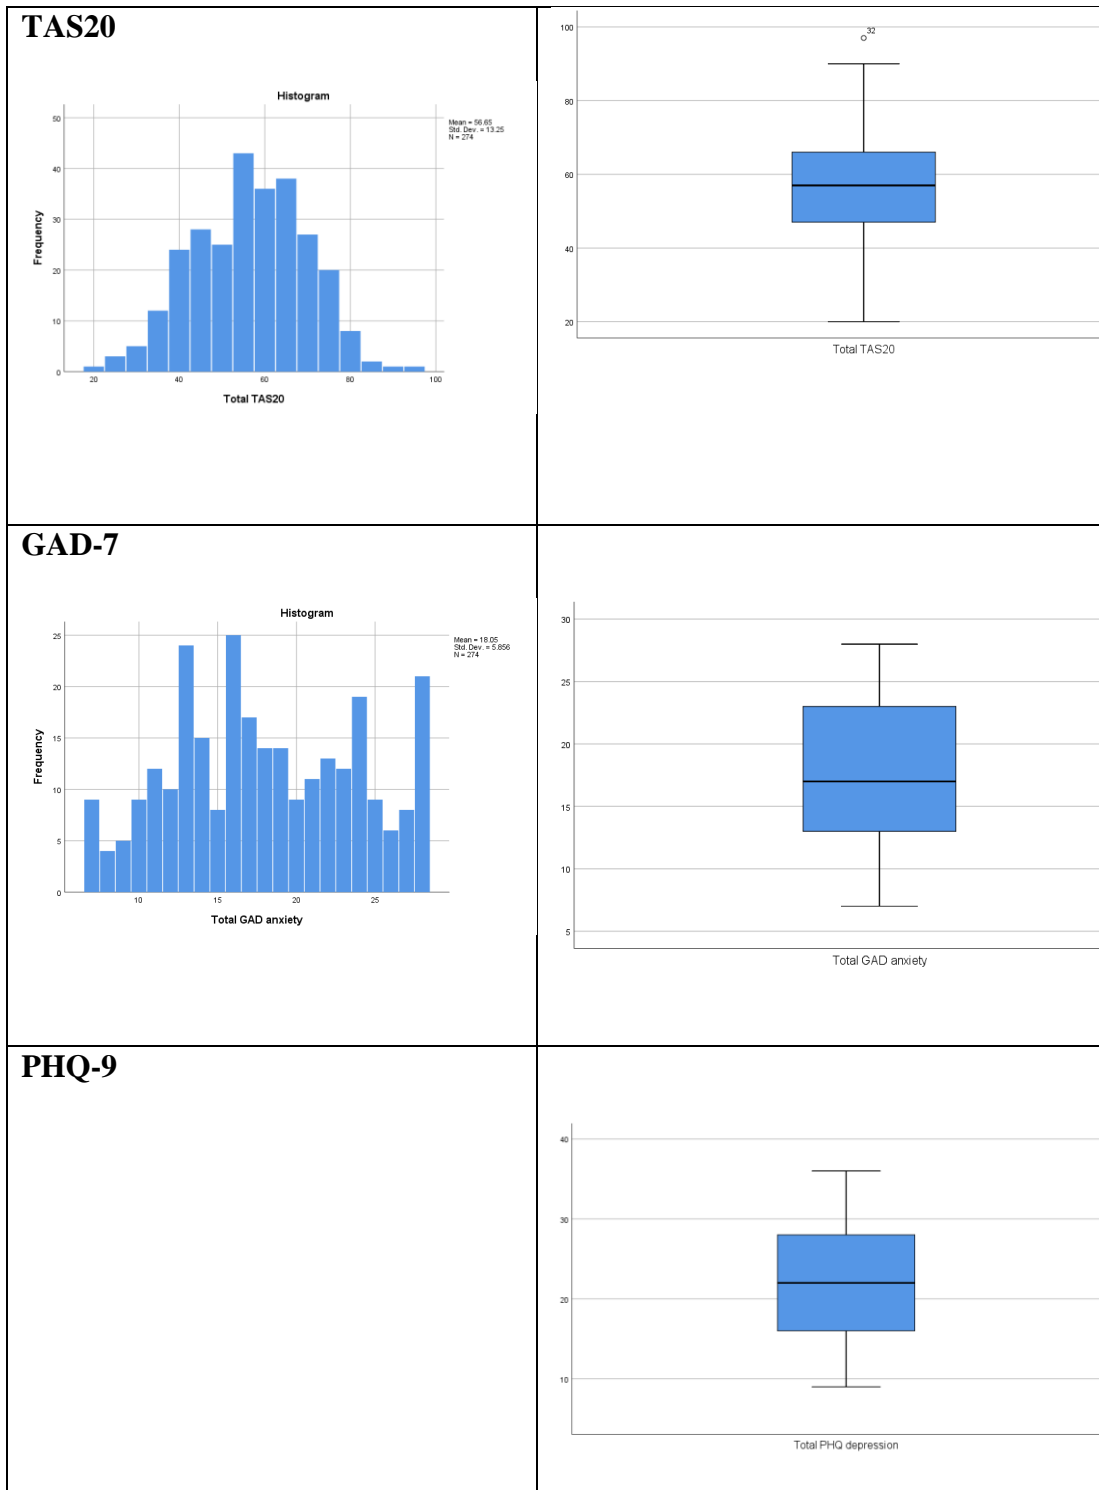 TAS20
Histogram
Mean = 56.65
Std. Dev. = 13.25
N = 274
50
40
30
20
10
0
Frequency
20 40 60 80 100
Total TAS20
100
80
60
40
20
32
Total TAS20
GAD-7
Histogram
Mean = 18.05
Std. Dev. = 5.856
N = 274
25
20
15
10
5
0
Frequency
10 15 20 25
Total GAD anxiety
30
25
20
15
10
5
Total GAD anxiety
PHQ-9
40
30
20
10
Total PHQ depression